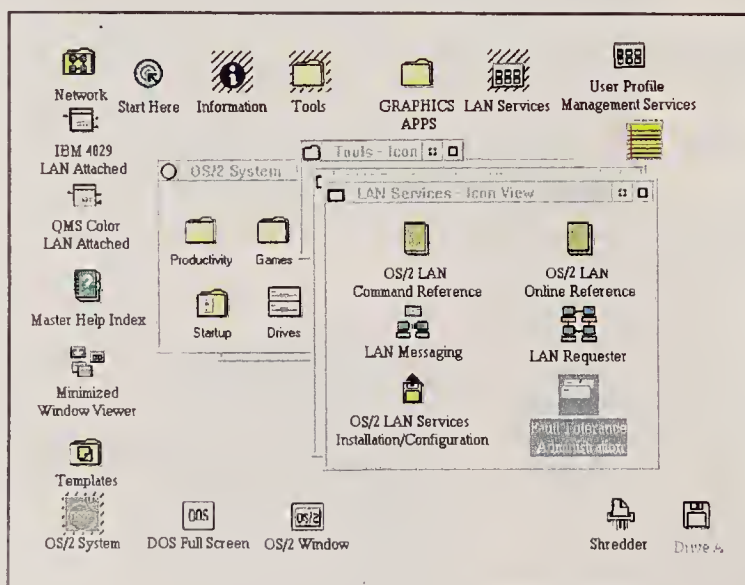 Network
Start Here
Information
Tools
GRAPHICS
APPS
LAN Services
User Profile
Management Services
IBM 4029
LAN Attached
QMS Color
LAN Attached
Master Help Index
Minimized
Window Viewer
Templates
OS/2 System
DOS
DOS Full Screen
OS/2
OS/2 Window
Shredder
Drive A
OS/2 System
Productivity
Games
Startup
Drives
Tools - Icon
LAN Services - Icon View
OS/2 LAN
Command Reference
OS/2 LAN
Online Reference
LAN Messaging
LAN Requester
OS/2 LAN Services
Installation/Configuration
Fault Tolerance
Administration